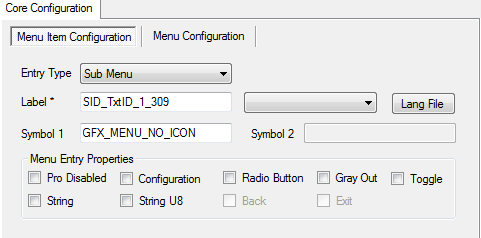 Core Configuration
Menu Item Configuration Menu Configuration
Entry Type Sub Menu
Label * SID_TxtID_1_309 Lang File
Symbol 1 GFX_MENU_NO_ICON Symbol 2
Menu Entry Properties
Pro Disabled Configuration Radio Button Gray Out Toggle
String String U8 Back Exit